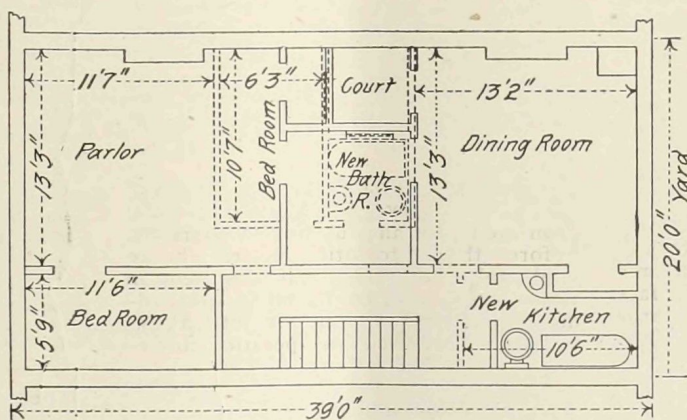 11'7"
6'3"
Court
13'2"
Parlor
13'3"
10'7"
Bed Room
New
Bath
R.
13'3"
Dining Room
20'0" Yard
11'6"
Bed Room
5'9"
New
Kitchen
10'6"
39'0"